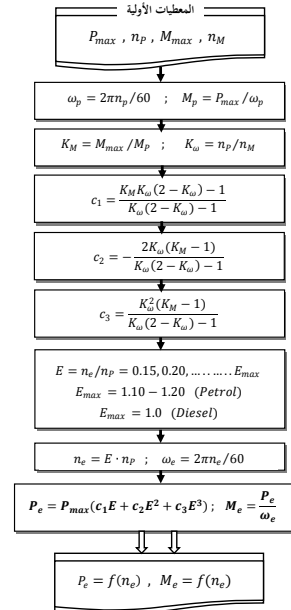 المعطيات الأولية
P_max , n_P , M_max , n_M
ω_p = 2πn_p/60 ; M_p = P_max/ω_p
K_M = M_max/M_P ; K_ω = n_P/n_M
c_1 = (K_M K_ω(2 − K_ω) − 1)/(K_ω(2 − K_ω) − 1)
c_2 = −(2K_ω(K_M − 1))/(K_ω(2 − K_ω) − 1)
c_3 = (K_ω^2(K_M − 1))/(K_ω(2 − K_ω) − 1)
E = n_e/n_P = 0.15, 0.20, … … … E_max
E_max = 1.10 − 1.20 (Petrol)
E_max = 1.0 (Diesel)
n_e = E · n_P ; ω_e = 2πn_e/60
P_e = P_max(c_1E + c_2E^2 + c_3E^3) ; M_e = P_e/ω_e
P_e = f(n_e) , M_e = f(n_e)